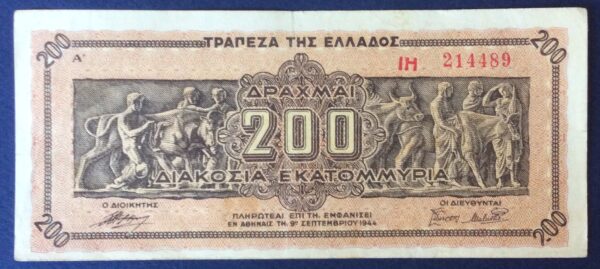 200 ΤΡΑΠΕΖΑ ΤΗΣ ΕΛΛΑΔΟΣ 200
Α' ΙΗ 214489
ΔΡΑΧΜΑΙ
200
ΔΙΑΚΟΣΙΑ ΕΚΑΤΟΜΜΥΡΙΑ
Ο ΔΙΟΙΚΗΤΗΣ ΟΙ ΔΙΕΥΘΥΝΤΑΙ
ΠΛΗΡΩΤΕΑΙ ΕΠΙ ΤΗ ΕΜΦΑΝΙΣΕΙ
ΕΝ ΑΘΗΝΑΙΣ ΤΗ 9ῃ ΣΕΠΤΕΜΒΡΙΟΥ 1944
200 200